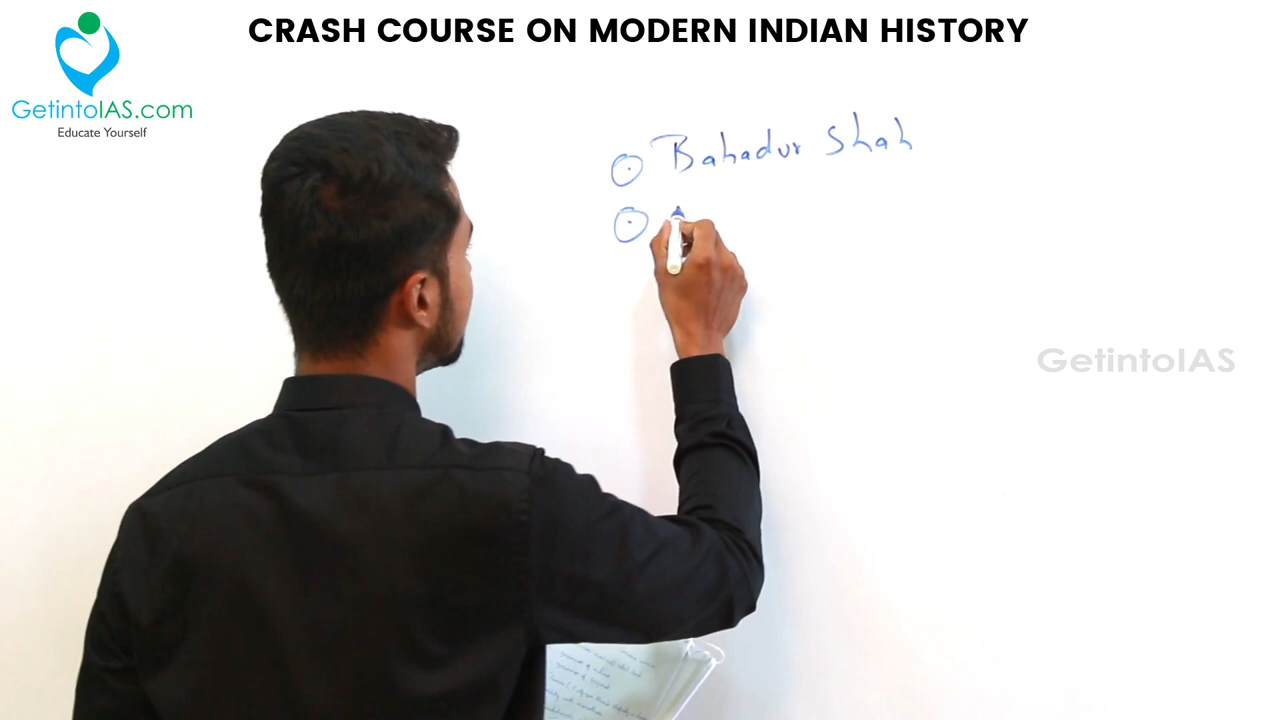 CRASH COURSE ON MODERN INDIAN HISTORY
GetintoIAS.com
Educate Yourself
Bahadur Shah
GetintoIAS